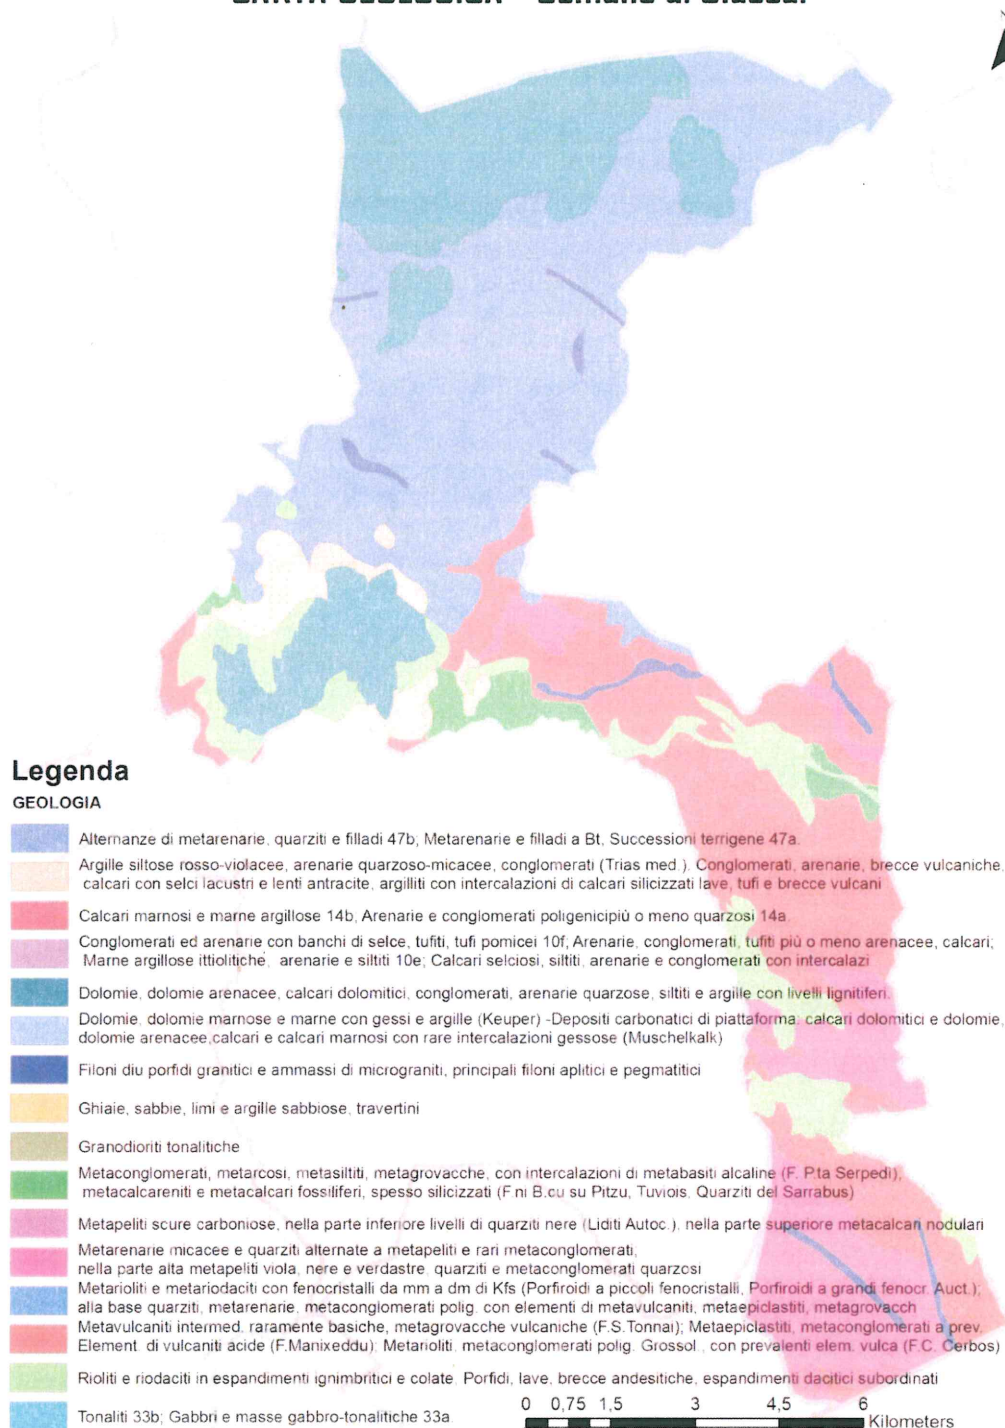 CARTA GEOLOGICA - Comune di
Legenda
GEOLOGIA
Alternanze di metarenarie, quarziti e filladi 47b; Metarenarie e filladi a Bt, Successioni terrigene 47a.
Argille siltose rosso-violacee, arenarie quarzoso-micacee, conglomerati (Trias med.). Conglomerati, arenarie, brecce vulcaniche,
calcari con selci lacustri e lenti antracite, argilliti con intercalazioni di calcari silicizzati lave, tufi e brecce vulcani
Calcari marnosi e marne argillose 14b, Arenarie e conglomerati poligenicipiù o meno quarzosi 14a
Conglomerati ed arenarie con banchi di selce, tufiti, tufi pomicei 10f; Arenarie, conglomerati, tufiti più o meno arenacee, calcari;
Marne argillose ittiolitiche, arenarie e siltiti 10e; Calcari selciosi, siltiti, arenarie e conglomerati con intercalazi
Dolomie, dolomie arenacee, calcari dolomitici, conglomerati, arenarie quarzose, siltiti e argille con livelli lignitiferi.
Dolomie, dolomie marnose e marne con gessi e argille (Keuper) -Depositi carbonatici di piattaforma: calcari dolomitici e dolomie,
dolomie arenacee,calcari e calcari marnosi con rare intercalazioni gessose (Muschelkalk)
Filoni diu porfidi granitici e ammassi di micrograniti, principali filoni aplitici e pegmatitici
Ghiaie, sabbie, limi e argille sabbiose, travertini
Granodioriti tonalitiche
Metaconglomerati, metarcosi, metasiltiti, metagrovacche, con intercalazioni di metabasiti alcaline (F. P.ta Serpedi),
metacalcareniti e metacalcari fossiliferi, spesso silicizzati (F.ni B.cu su Pitzu, Tuviois, Quarziti del Sarrabus)
Metapeliti scure carboniose, nella parte inferiore livelli di quarziti nere (Liditi Autoc.), nella parte superiore metacalcari nodulari
Metarenarie micacee e quarziti alternate a metapeliti e rari metaconglomerati;
nella parte alta metapeliti viola, nere e verdastre, quarziti e metaconglomerati quarzosi
Metarioliti e metariodaciti con fenocristalli da mm a dm di Kfs (Porfiroidi a piccoli fenocristalli, Porfiroidi a grandi fenocr. Auct.);
alla base quarziti, metarenarie, metaconglomerati polig. con elementi di metavulcaniti, metaepiclastiti, metagrovacch
Metavulcaniti intermed. raramente basiche, metagrovacche vulcaniche (F.S.Tonnai); Metaepiclastiti, metaconglomerati a prev.
Element. di vulcaniti acide (F.Manixeddu); Metarioliti, metaconglomerati polig. Grossol., con prevalenti elem. vulca (F.C. Cerbos)
Rioliti e riodaciti in espandimenti ignimbritici e colate, Porfidi, lave, brecce andesitiche, espandimenti dacitici subordinati
Tonaliti 33b; Gabbri e masse gabbro-tonalitiche 33a
0 0,75 1,5 3 4,5 6
Kilometers